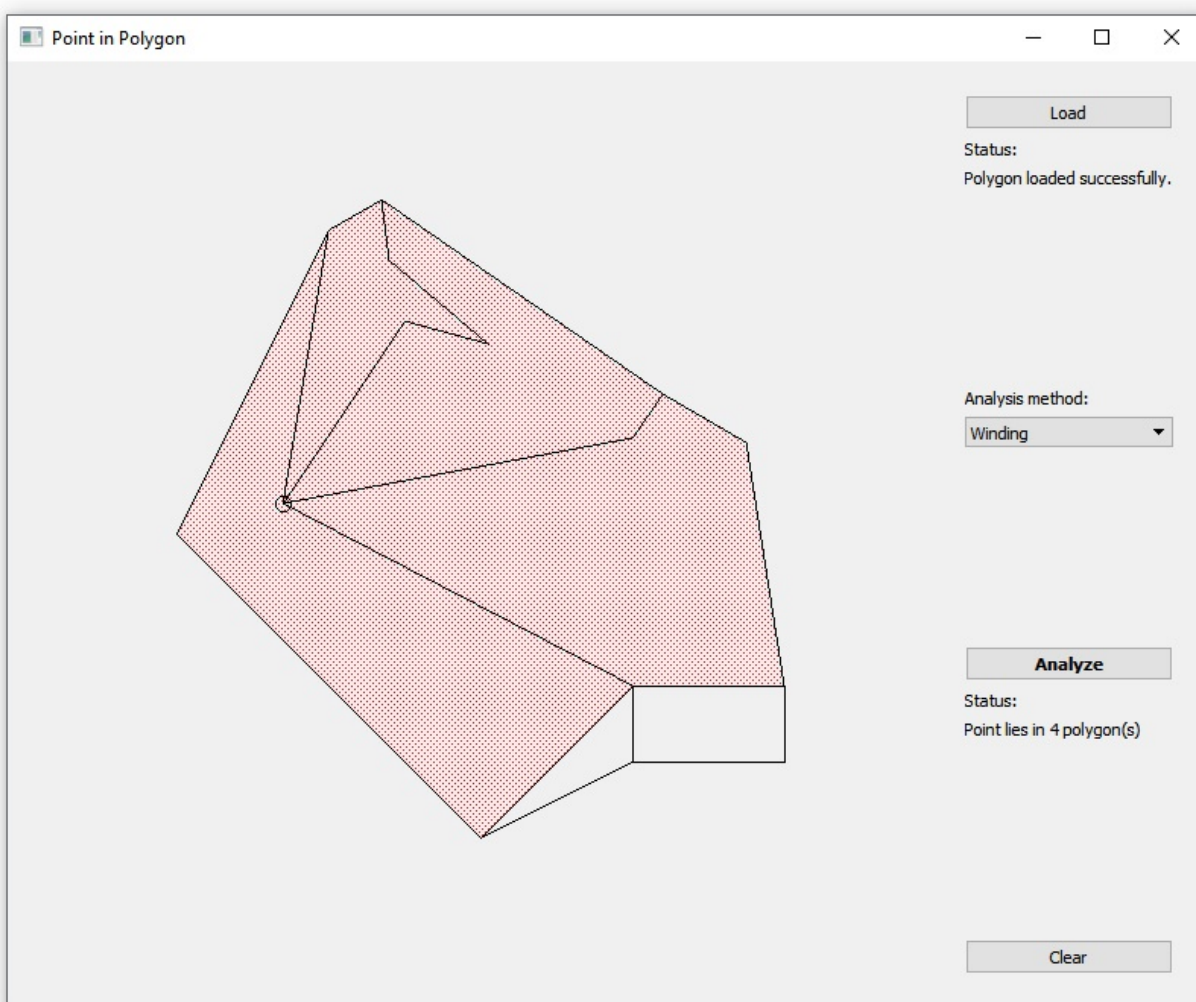 Point in Polygon
Load
Status:
Polygon loaded successfully.
Analysis method:
Winding
Analyze
Status:
Point lies in 4 polygon(s)
Clear